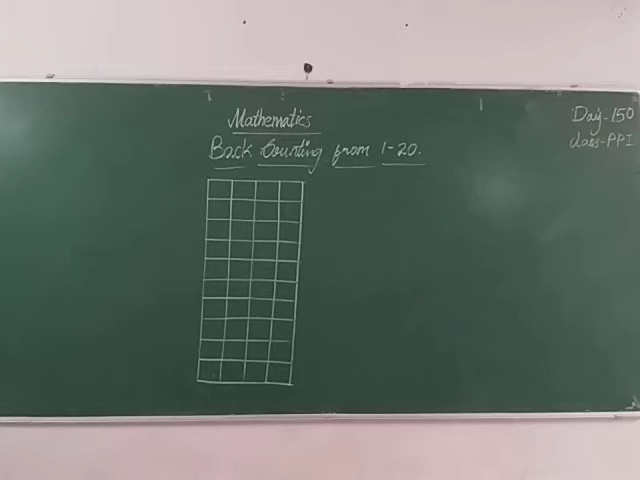 Mathematics
Back Counting from 1-20.
Day-150
class-PPI